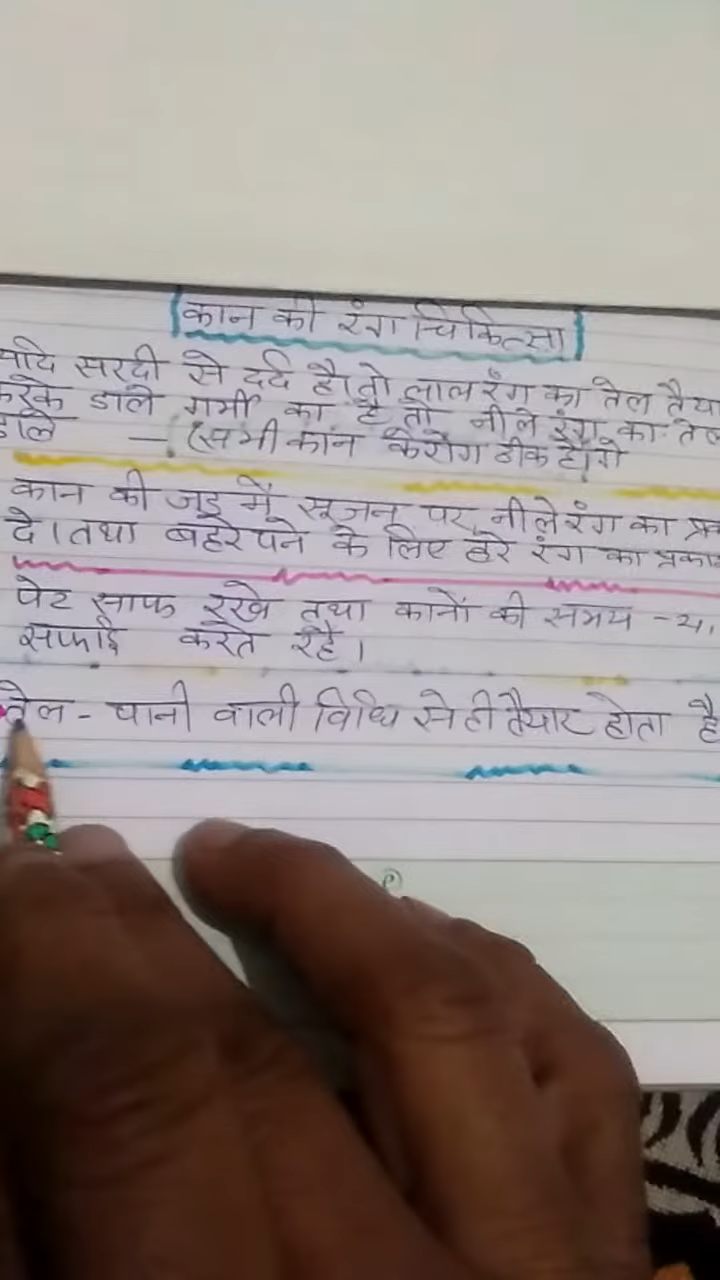 कान की रंग चिकित्सा
यदि सरदी से दर्द है।तो लाल रंग का तेल तैया
करके डाले गर्मी का है तो नीले रंग का तेल
डाले — (सभी कान के रोग ठीक होंगे
कान की जड़ में सूजन पर नीले रंग का प्र
दे।तथा बहरेपने के लिए हरे रंग का प्रका
पेट साफ रखे तथा कानों की समय - स
सफाई करते रहें।
तेल - पानी वाली विधि से ही तैयार होता है